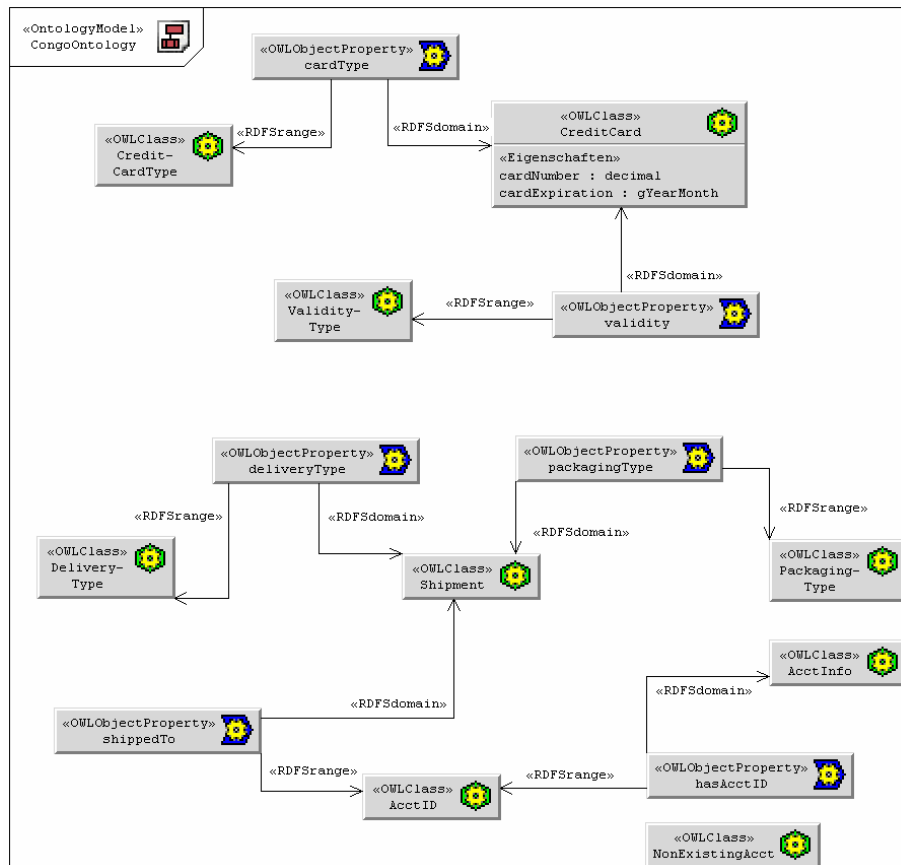 «OntologyModel»
CongoOntology
«OWLObjectProperty»
cardType
«RDFSrange»
«RDFSdomain»
«OWLClass»
Credit-
CardType
«OWLClass»
CreditCard
«Eigenschaften»
cardNumber : decimal
cardExpiration : gYearMonth
«RDFSdomain»
«OWLClass»
Validity-
Type
«RDFSrange»
«OWLObjectProperty»
validity
«OWLObjectProperty»
deliveryType
«OWLObjectProperty»
packagingType
«RDFSrange»
«RDFSdomain»
«RDFSdomain»
«RDFSrange»
«OWLClass»
Delivery-
Type
«OWLClass»
Shipment
«OWLClass»
Packaging-
Type
«OWLClass»
AcctInfo
«RDFSdomain»
«RDFSdomain»
«OWLObjectProperty»
shippedTo
«RDFSrange»
«OWLClass»
AcctID
«RDFSrange»
«OWLObjectProperty»
hasAcctID
«OWLClass»
NonExistingAcct